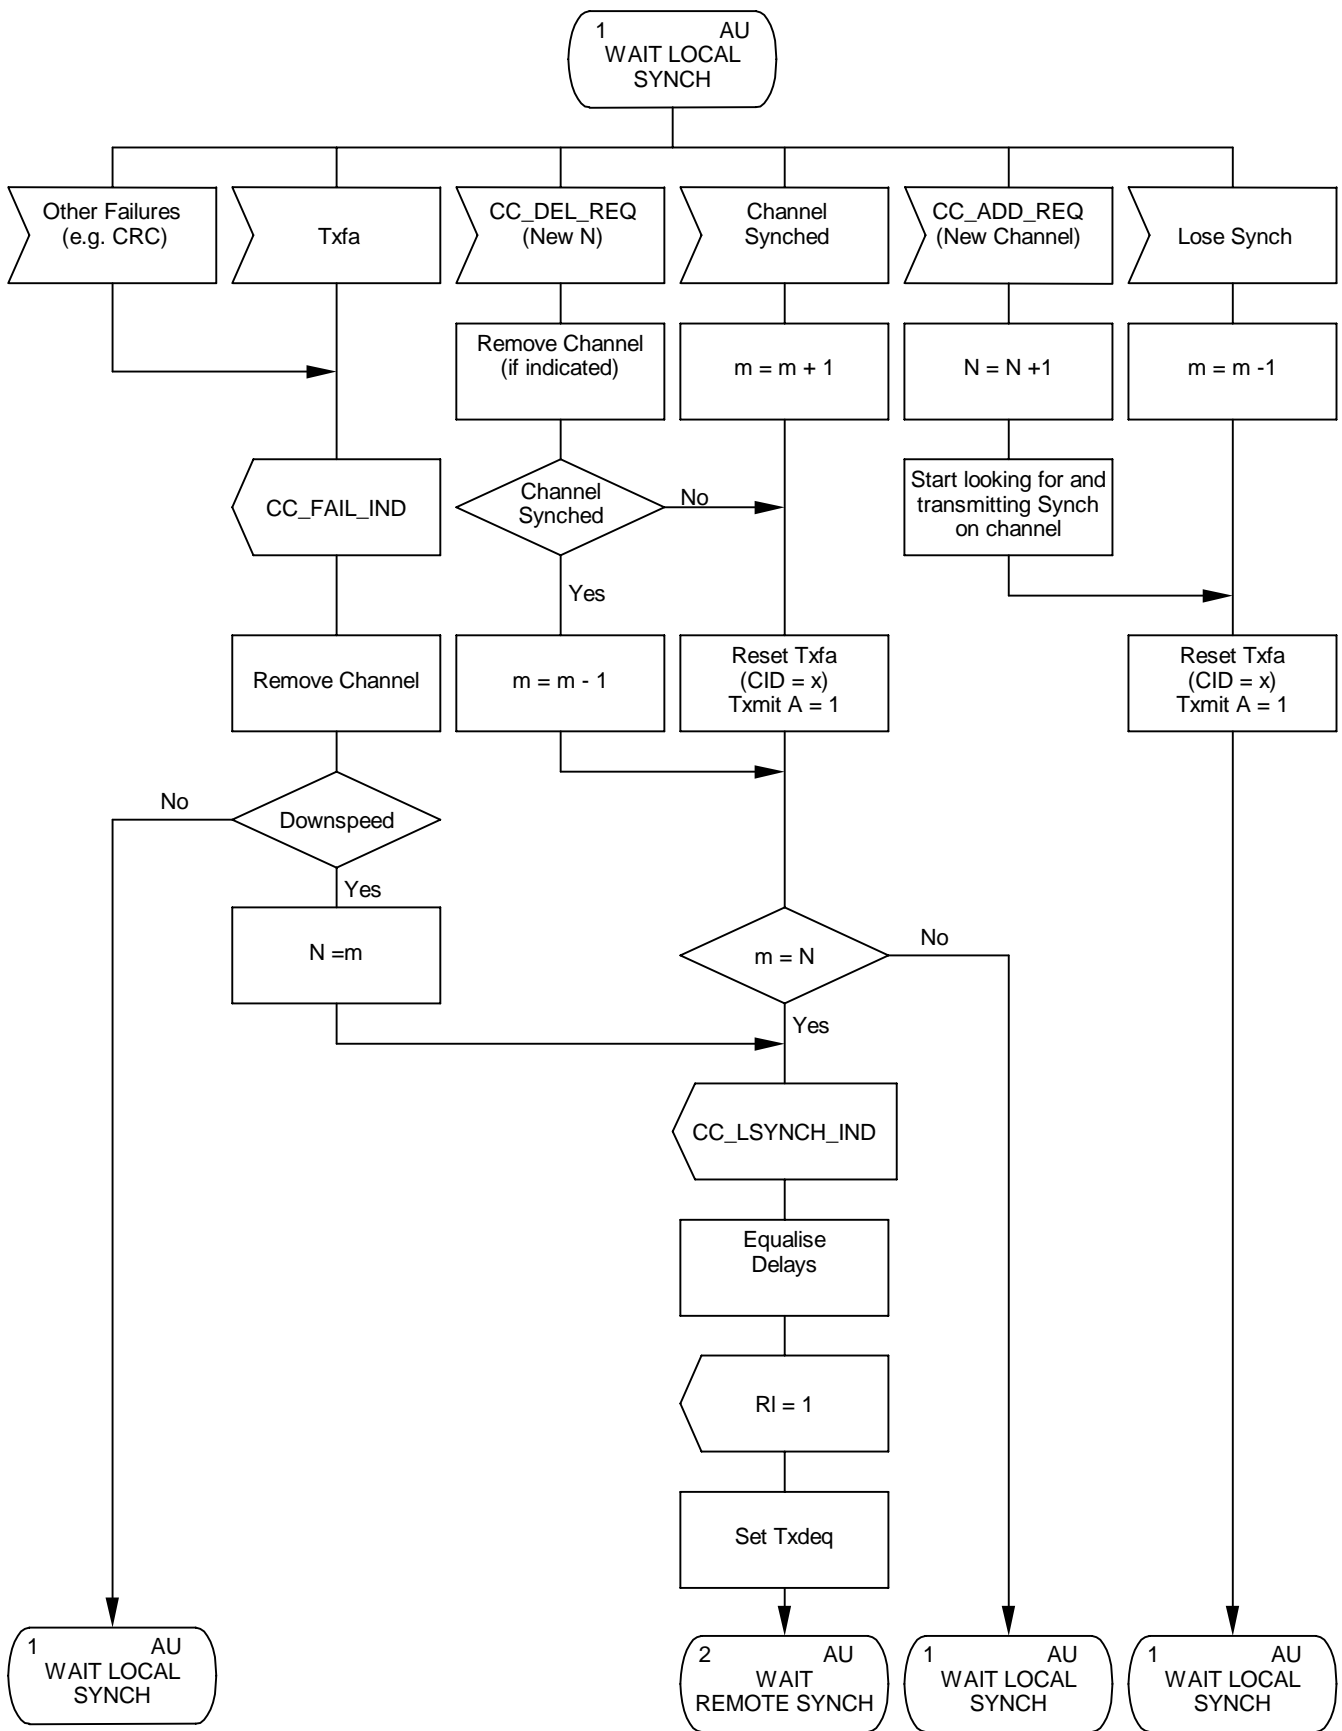 1 AU
WAIT LOCAL
SYNCH
Other Failures
(e.g. CRC)
Txfa
CC_DEL_REQ
(New N)
Channel
Synched
CC_ADD_REQ
(New Channel)
Lose Synch
Remove Channel
(if indicated)
m = m + 1
N = N +1
m = m -1
CC_FAIL_IND
Channel
Synched
No
Yes
Start looking for and
transmitting Synch
on channel
Remove Channel
m = m - 1
Reset Txfa
(CID = x)
Txmit A = 1
Reset Txfa
(CID = x)
Txmit A = 1
No
Downspeed
Yes
N =m
m = N
No
Yes
CC_LSYNCH_IND
Equalise
Delays
RI = 1
Set Txdeq
1 AU
WAIT LOCAL
SYNCH
2 AU
WAIT
REMOTE SYNCH
1 AU
WAIT LOCAL
SYNCH
1 AU
WAIT LOCAL
SYNCH